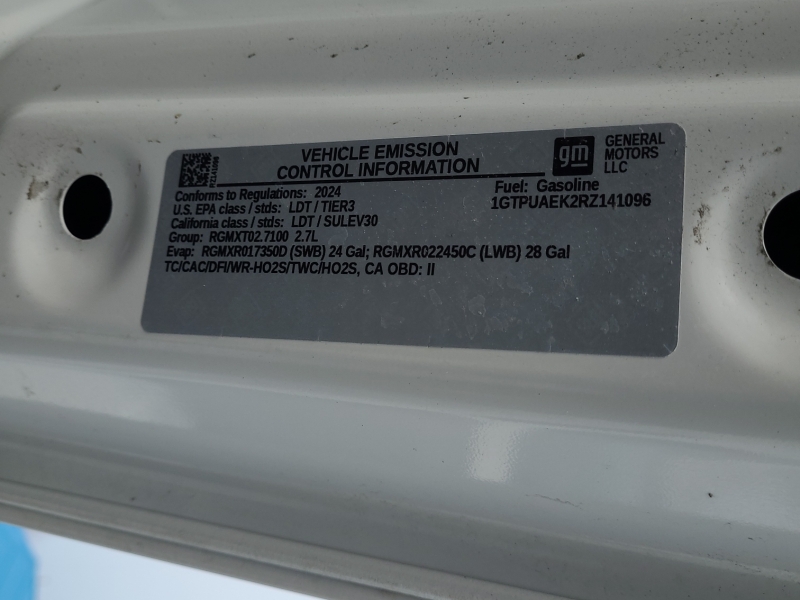 VEHICLE EMISSION
CONTROL INFORMATION
gm
GENERAL
MOTORS
LLC
Conforms to Regulations: 2024
Fuel: Gasoline
U.S. EPA class / stds: LDT / TIER3
1GTPUAEK2RZ141096
California class / stds: LDT / SULEV30
Group: RGMXT02.7100 2.7L
Evap: RGMXR017350D (SWB) 24 Gal; RGMXR022450C (LWB) 28 Gal
TC/CAC/DFI/WR-HO2S/TWC/HO2S, CA OBD: II